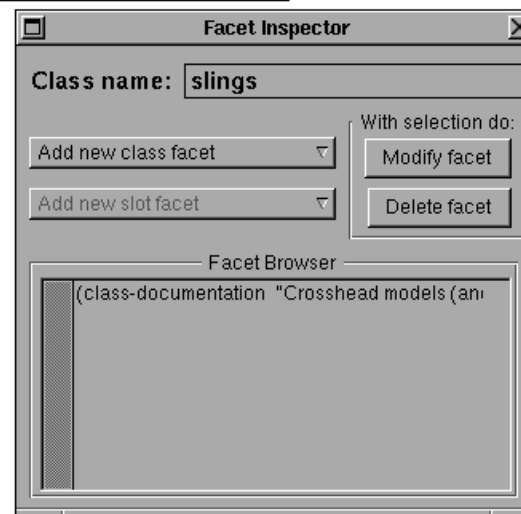 Facet Inspector
Class name: slings
With selection do:
Add new class facet
Modify facet
Add new slot facet
Delete facet
Facet Browser
(class-documentation "Crosshead models (an